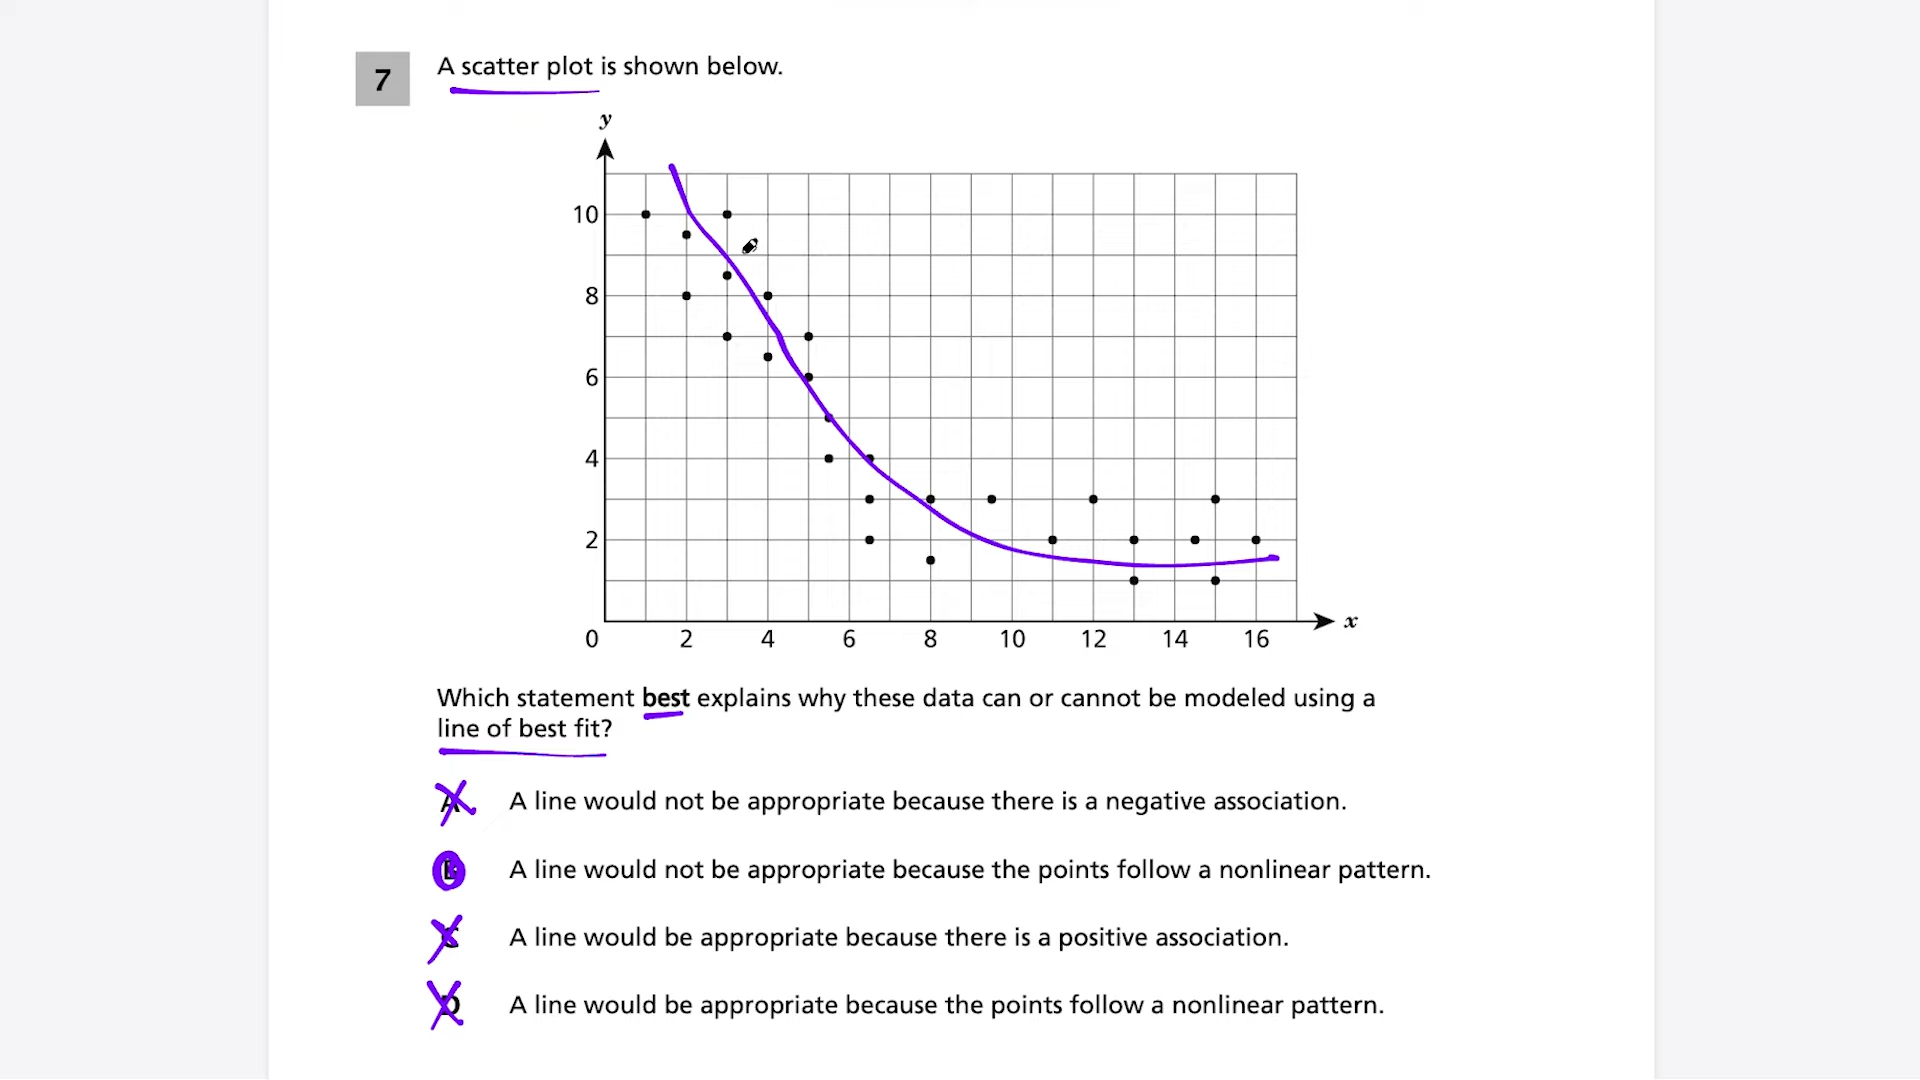 7 A scatter plot is shown below.
y
10
8
6
4
2
0 2 4 6 8 10 12 14 16 x
Which statement best explains why these data can or cannot be modeled using a
line of best fit?
A A line would not be appropriate because there is a negative association.
B A line would not be appropriate because the points follow a nonlinear pattern.
C A line would be appropriate because there is a positive association.
D A line would be appropriate because the points follow a nonlinear pattern.